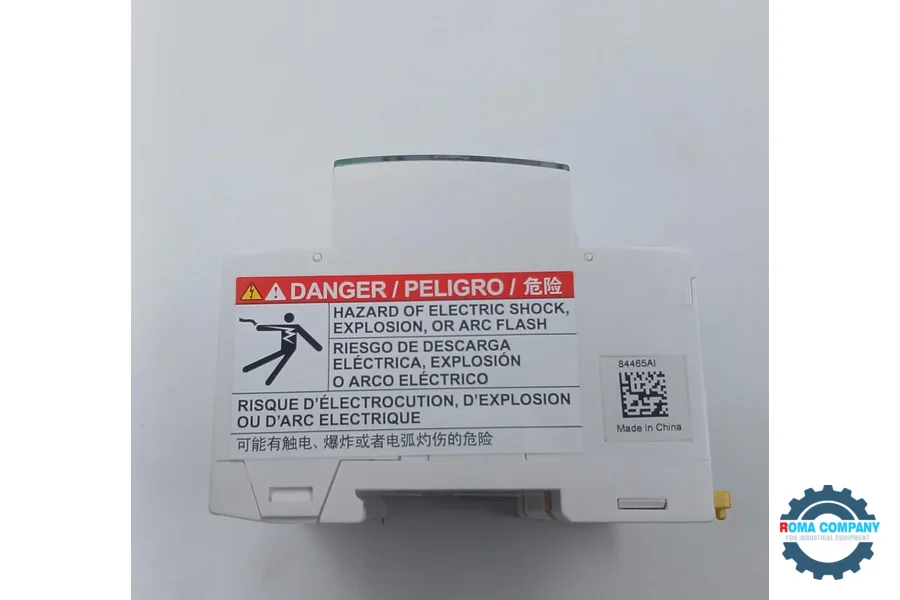 DANGER / PELIGRO / 危险
HAZARD OF ELECTRIC SHOCK,
EXPLOSION, OR ARC FLASH
RIESGO DE DESCARGA
ELÉCTRICA, EXPLOSIÓN
O ARCO ELÉCTRICO
RISQUE D'ÉLECTROCUTION, D'EXPLOSION
OU D'ARC ELECTRIQUE
可能有触电、爆炸或者电弧灼伤的危险
84465AI
Made in China
ROMA COMPANY
FOR INDUSTRIAL EQUIPMENT